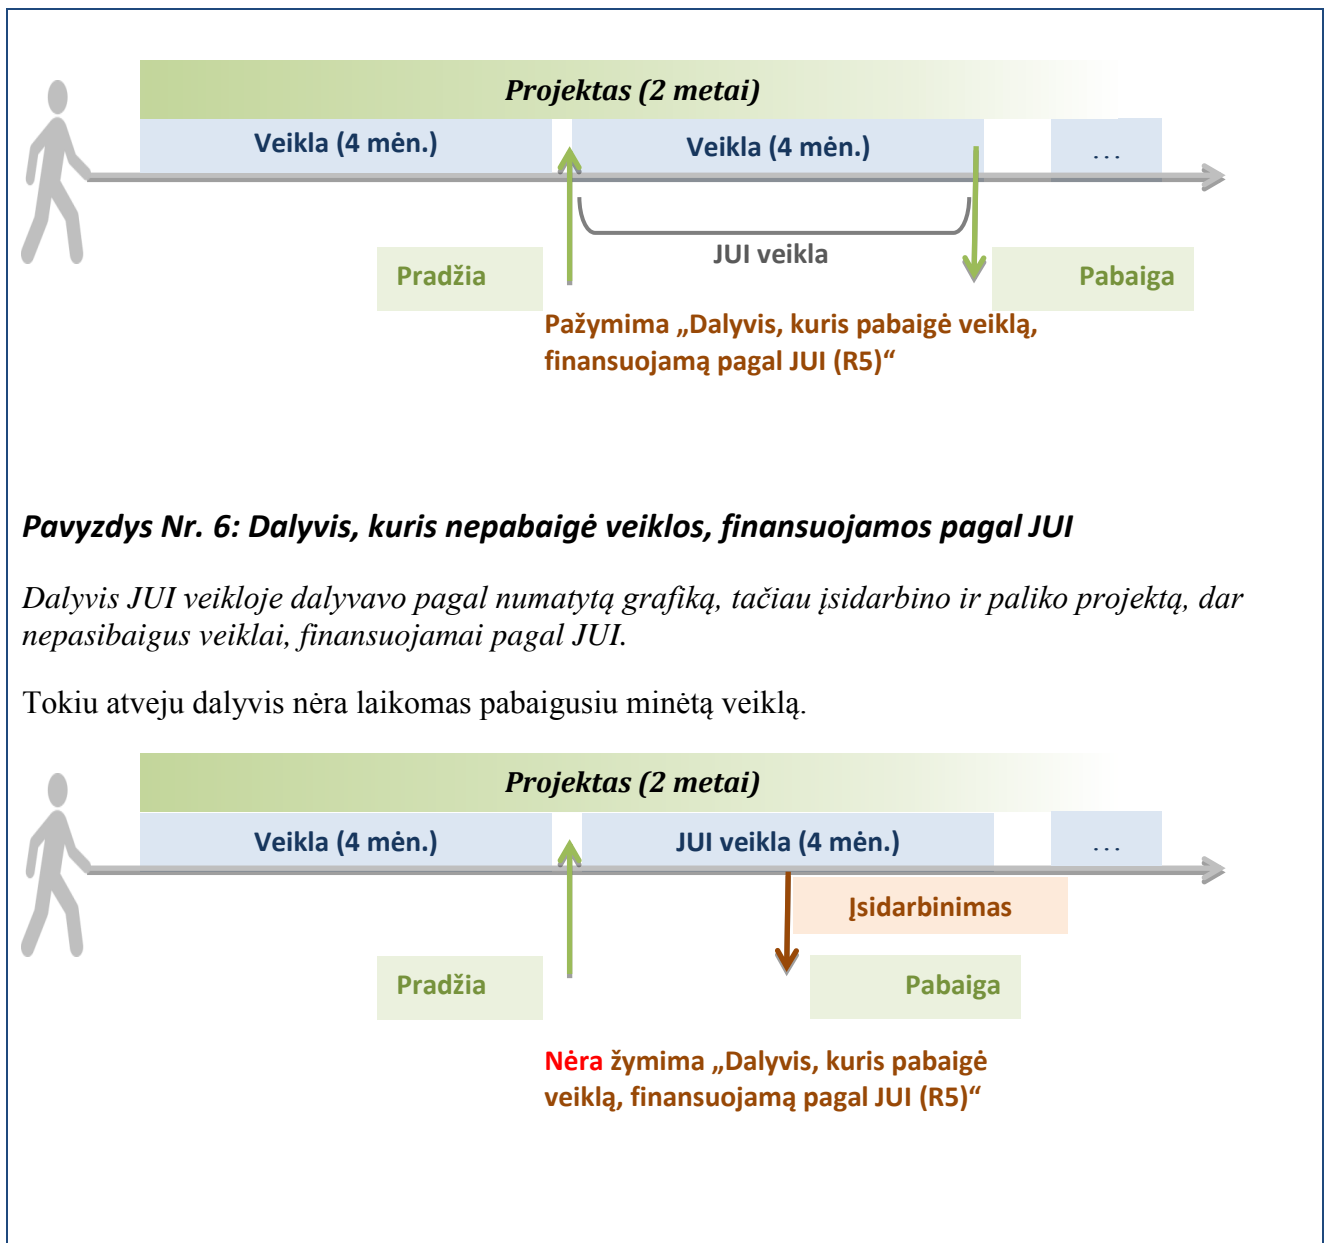 Projektas (2 metai)
Veikla (4 mėn.)
Veikla (4 mėn.)
...
JUI veikla
Pradžia
Pabaiga
Pažymima „Dalyvis, kuris pabaigė veiklą,
finansuojamą pagal JUI (R5)“
Pavyzdys Nr. 6: Dalyvis, kuris nepabaigė veiklos, finansuojamos pagal JUI
Dalyvis JUI veikloje dalyvavo pagal numatytą grafiką, tačiau įsidarbino ir paliko projektą, dar
nepasibaigus veiklai, finansuojamai pagal JUI.
Tokiu atveju dalyvis nėra laikomas pabaigusiu minėtą veiklą.
Projektas (2 metai)
Veikla (4 mėn.)
JUI veikla (4 mėn.)
...
Įsidarbinimas
Pradžia
Pabaiga
Nėra žymima „Dalyvis, kuris pabaigė
veiklą, finansuojamą pagal JUI (R5)“